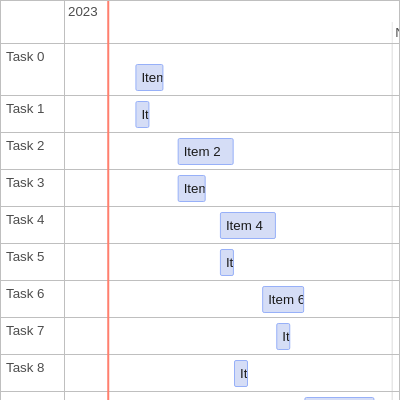 2023
Task 0
Item
Task 1
It
Task 2
Item 2
Task 3
Item
Task 4
Item 4
Task 5
It
Task 6
Item 6
Task 7
It
Task 8
It